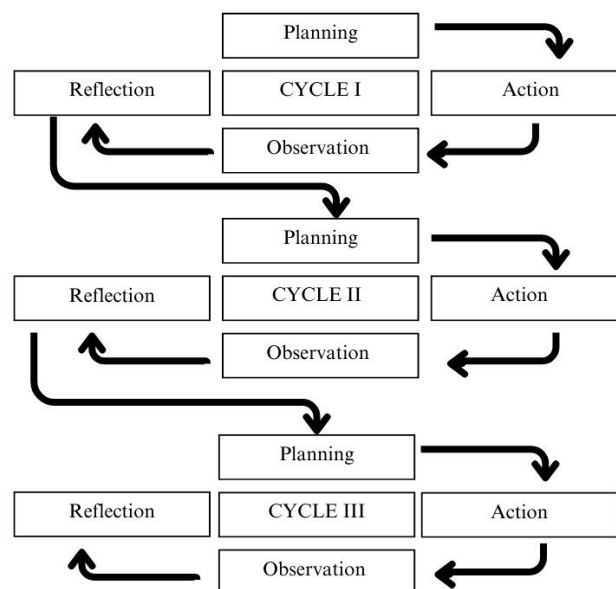 Planning
Reflection
CYCLE I
Action
Observation
Planning
Reflection
CYCLE II
Action
Observation
Planning
Reflection
CYCLE III
Action
Observation